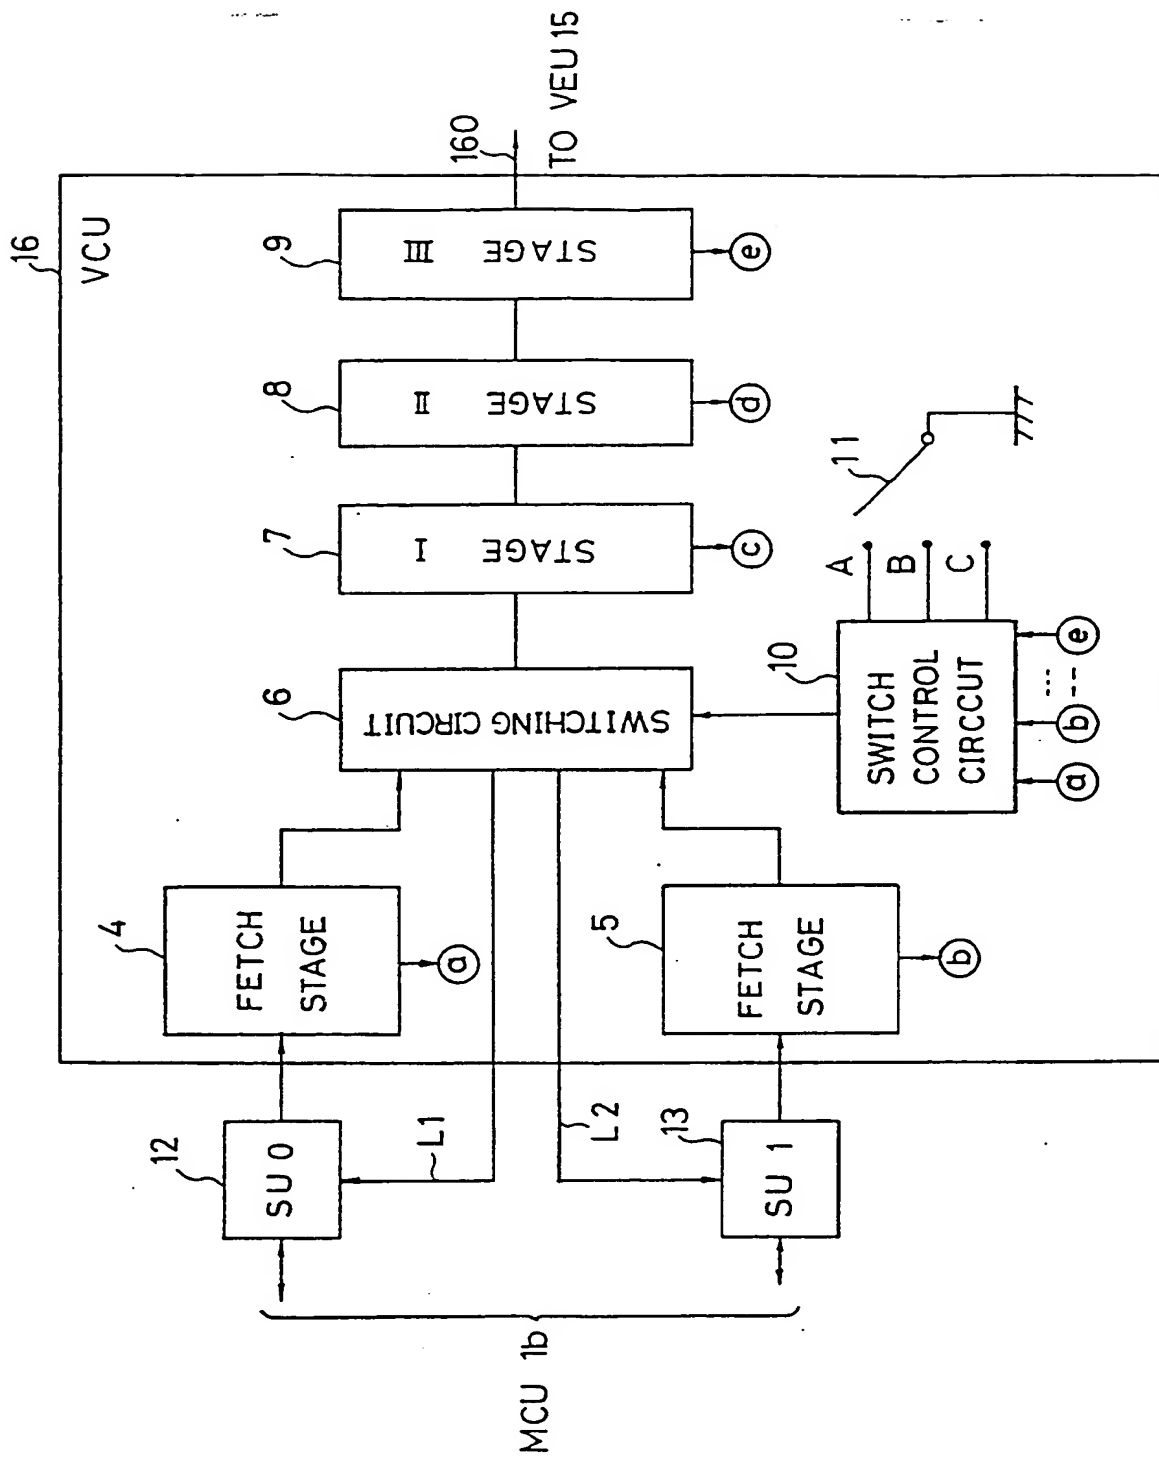 16
VCU
160
TO VEU 15
9
STAGE III
e
8
STAGE II
d
7
STAGE I
c
6
SWITCHING CIRCUIT
11
A
B
C
10
SWITCH
CONTROL
CIRCCUT
a
b
e
4
FETCH
STAGE
a
5
FETCH
STAGE
b
12
SU 0
L1
L2
13
SU 1
MCU 1b